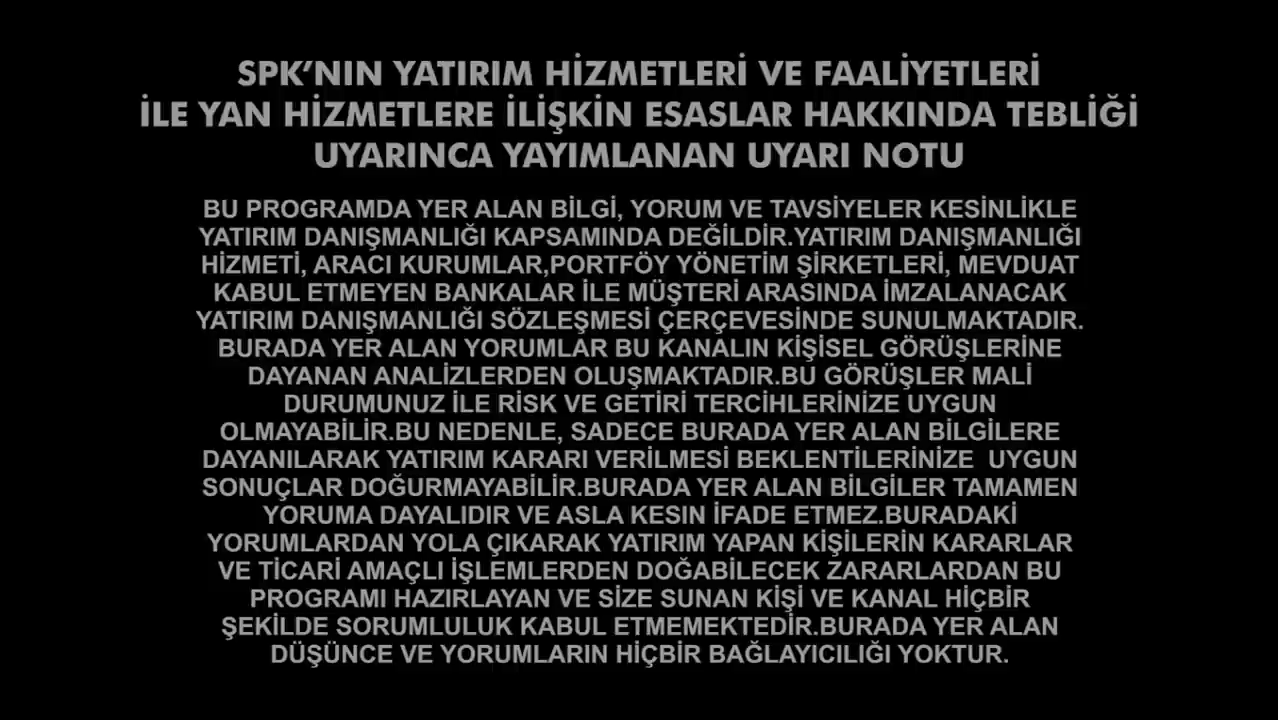 SPK’NIN YATIRIM HİZMETLERİ VE FAALİYETLERİ
İLE YAN HİZMETLERE İLİŞKİN ESASLAR HAKKINDA TEBLİĞİ
UYARINCA YAYIMLANAN UYARI NOTU
BU PROGRAMDA YER ALAN BİLGİ, YORUM VE TAVSİYELER KESİNLİKLE
YATIRIM DANIŞMANLIĞI KAPSAMINDA DEĞİLDİR.YATIRIM DANIŞMANLIĞI
HİZMETİ, ARACI KURUMLAR,PORTFÖY YÖNETİM ŞİRKETLERİ, MEVDUAT
KABUL ETMEYEN BANKALAR İLE MÜŞTERİ ARASINDA İMZALANACAK
YATIRIM DANIŞMANLIĞI SÖZLEŞMESİ ÇERÇEVESİNDE SUNULMAKTADIR.
BURADA YER ALAN YORUMLAR BU KANALIN KİŞİSEL GÖRÜŞLERİNE
DAYANAN ANALİZLERDEN OLUŞMAKTADIR.BU GÖRÜŞLER MALİ
DURUMUNUZ İLE RİSK VE GETİRİ TERCİHLERİNİZE UYGUN
OLMAYABİLİR.BU NEDENLE, SADECE BURADA YER ALAN BİLGİLERE
DAYANILARAK YATIRIM KARARI VERİLMESİ BEKLENTİLERİNİZE  UYGUN
SONUÇLAR DOĞURMAYABİLİR.BURADA YER ALAN BİLGİLER TAMAMEN
YORUMA DAYALIDIR VE ASLA KESIN İFADE ETMEZ.BURADAKİ
YORUMLARDAN YOLA ÇIKARAK YATIRIM YAPAN KİŞİLERİN KARARLAR
VE TİCARİ AMAÇLI İŞLEMLERDEN DOĞABİLECEK ZARARLARDAN BU
PROGRAMI HAZIRLAYAN VE SİZE SUNAN KİŞİ VE KANAL HİÇBİR
ŞEKİLDE SORUMLULUK KABUL ETMEMEKTEDİR.BURADA YER ALAN
DÜŞÜNCE VE YORUMLARIN HİÇBİR BAĞLAYICILIĞI YOKTUR.